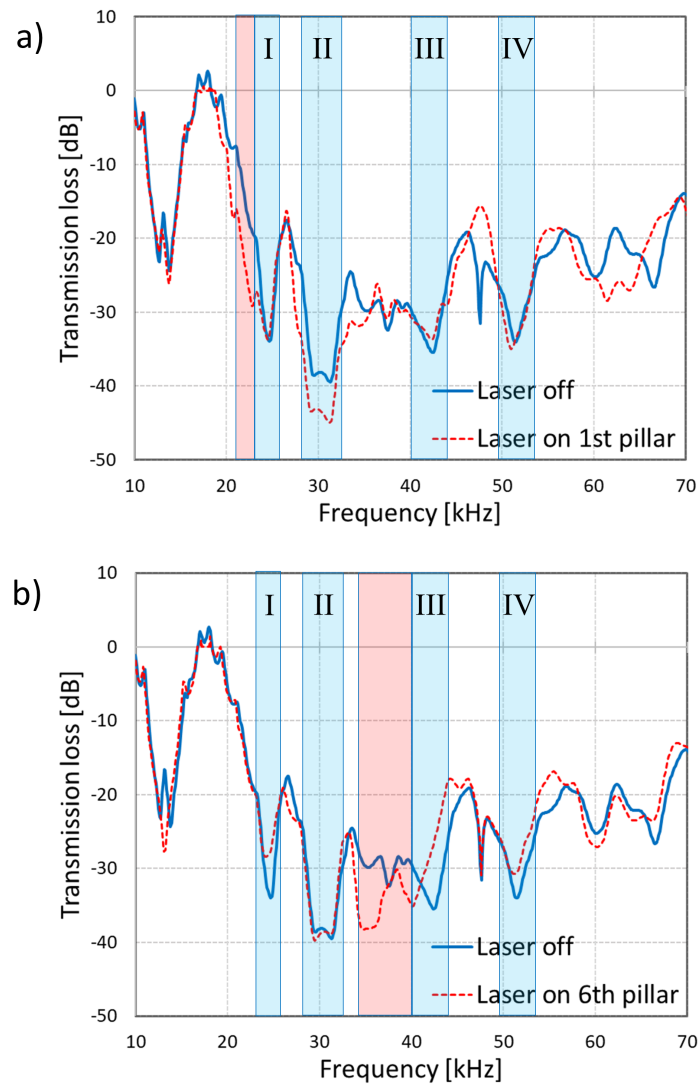 a)
10
0
-10
-20
-30
-40
-50
Transmission loss [dB]
I II III IV
Laser off
Laser on 1st pillar
10 20 30 40 50 60 70
Frequency [kHz]
b)
10
0
-10
-20
-30
-40
-50
Transmission loss [dB]
I II III IV
Laser off
Laser on 6th pillar
10 20 30 40 50 60 70
Frequency [kHz]